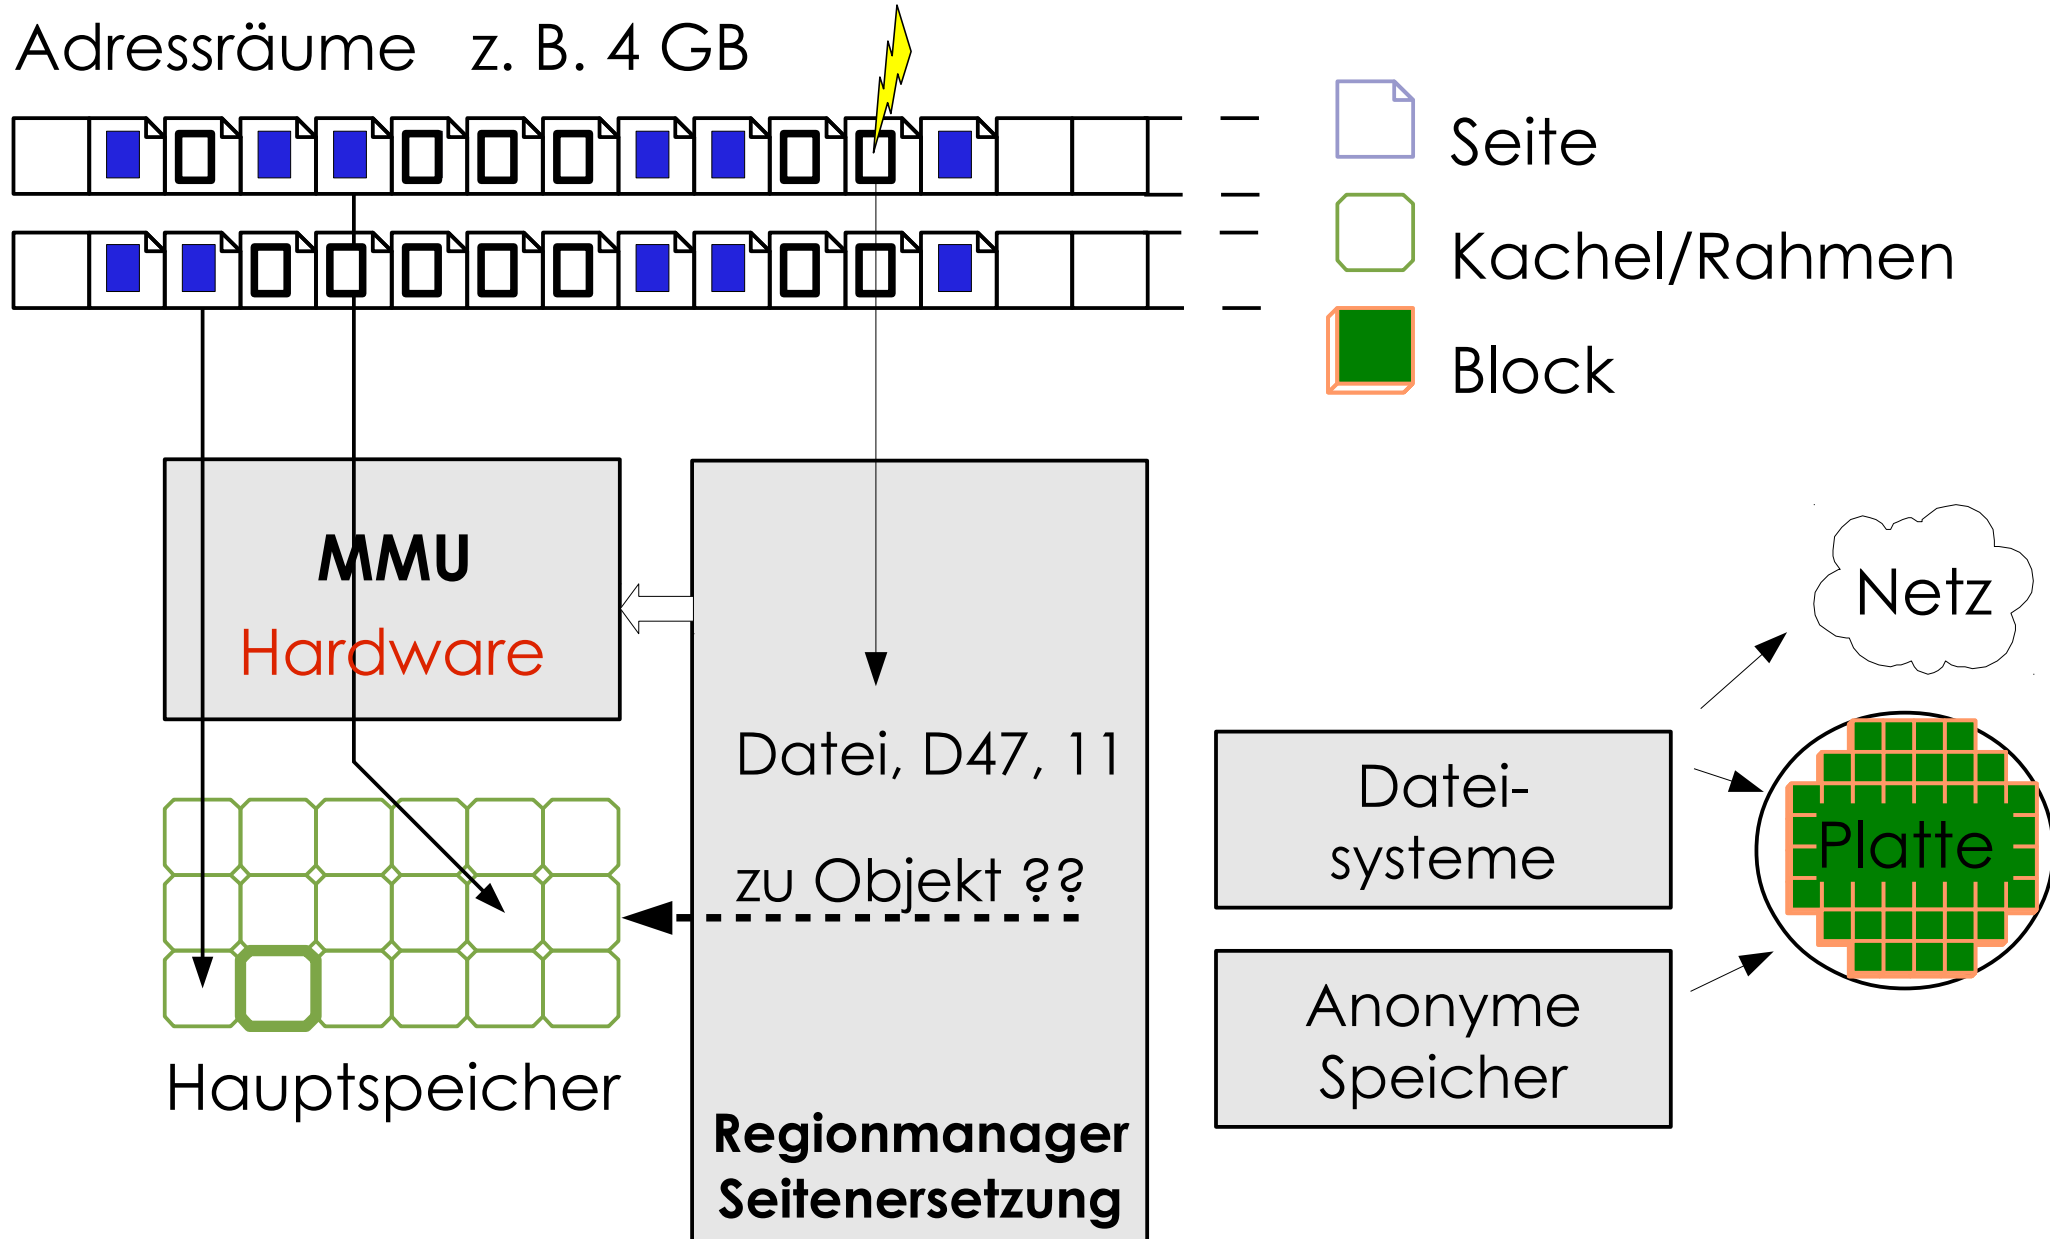 Adressräume z. B. 4 GB
Seite
Kachel/Rahmen
Block
MMU
Hardware
Netz
Datei, D47, 11
zu Objekt ??
Datei-
systeme
Platte
Anonyme
Speicher
Hauptspeicher
Regionmanager
Seitenersetzung